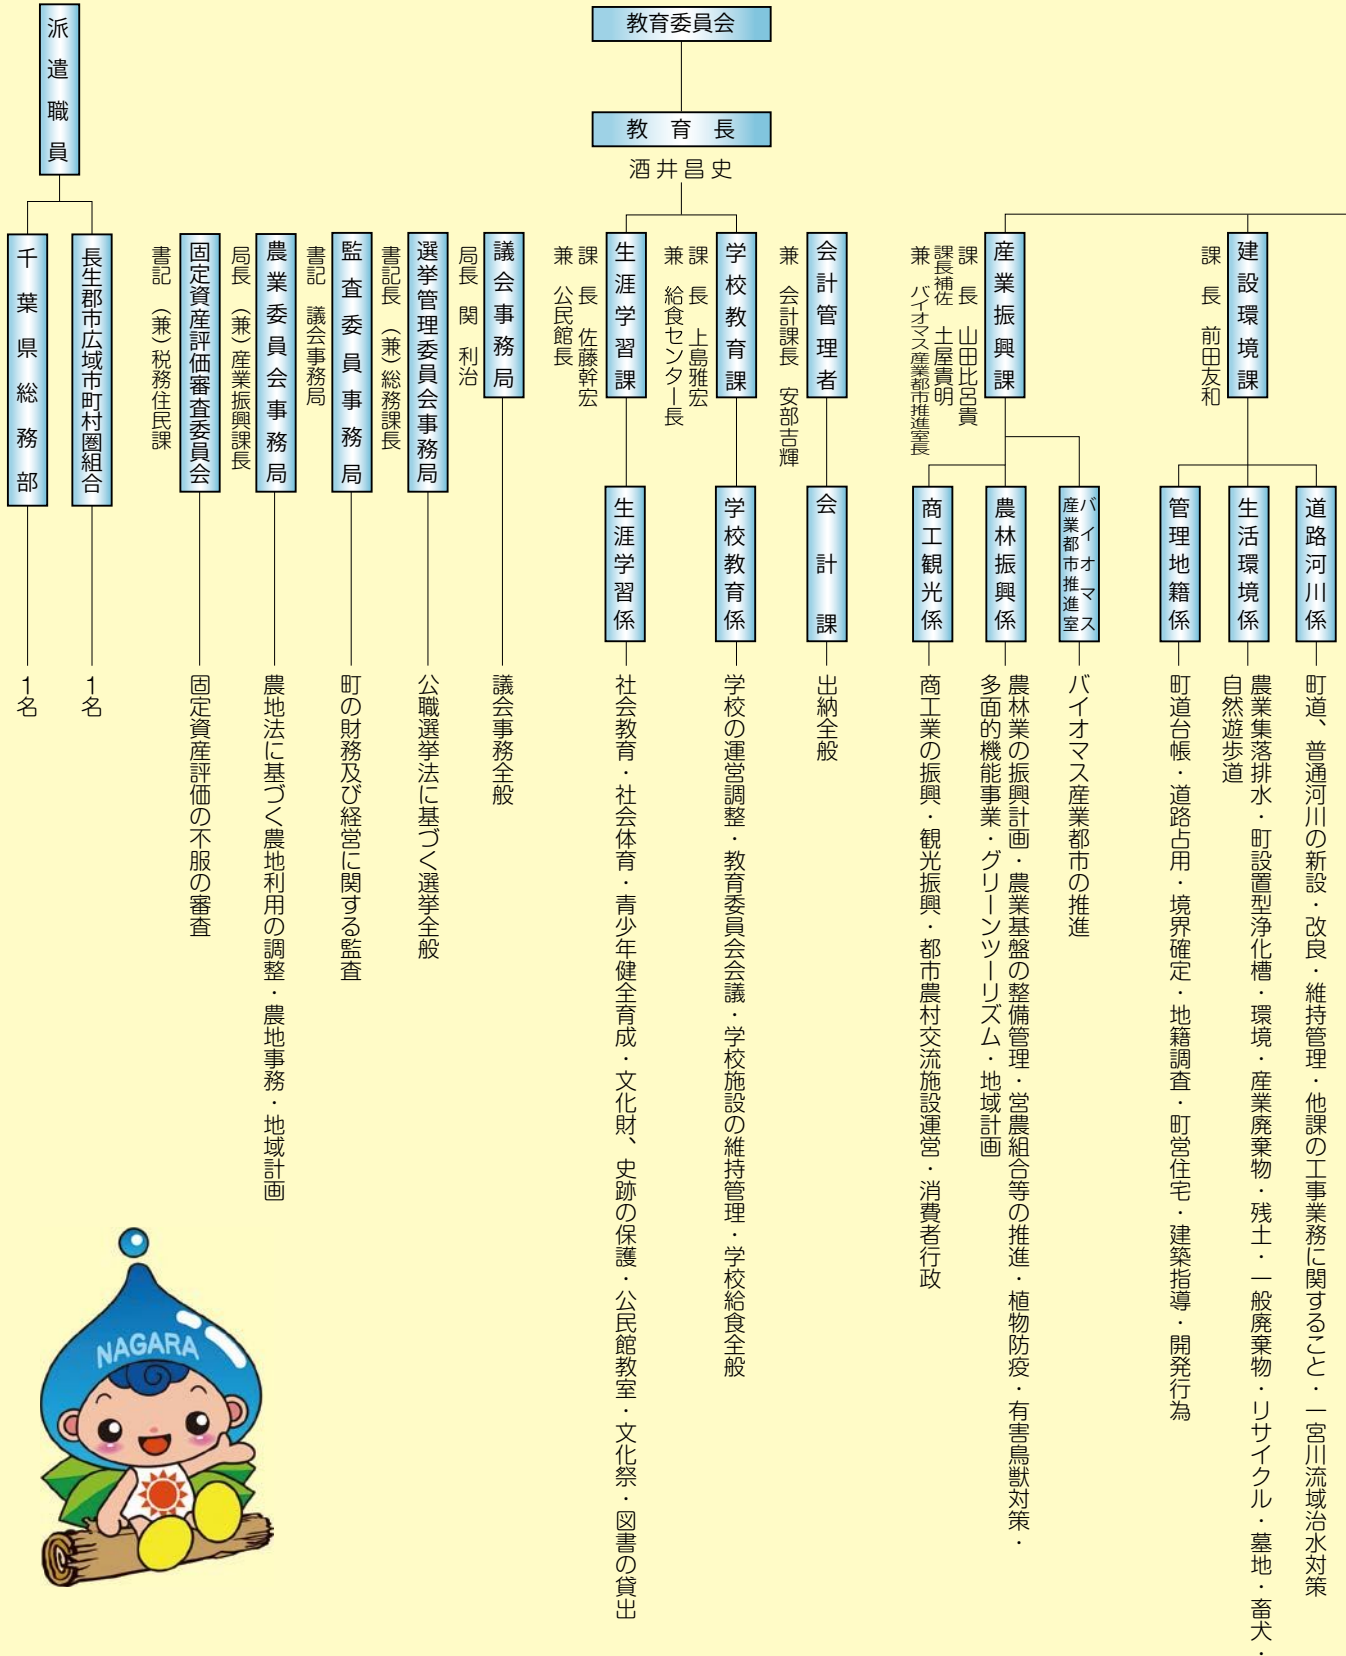 建設環境課
課長 前田友和
道路河川係
町道、普通河川の新設・改良・維持管理・他課の工事業務に関すること・一宮川流域治水対策
生活環境係
農業集落排水・町設置型浄化槽・環境・産業廃棄物・残土・一般廃棄物・リサイクル・墓地・畜犬・
自然遊歩道
管理地籍係
町道台帳・道路占用・境界確定・地籍調査・町営住宅・建築指導・開発行為
産業振興課
課長 山田比呂貴
課長補佐 土屋貴明
兼 バイオマス産業都市推進室長
バイオマス
産業都市推進室
バイオマス産業都市の推進
農林振興係
農林業の振興計画・農業基盤の整備管理・営農組合等の推進・植物防疫・有害鳥獣対策・
多面的機能事業・グリーンツーリズム・地域計画
商工観光係
商工業の振興・観光振興・都市農村交流施設運営・消費者行政
会計管理者
兼 会計課長 安部吉輝
会計課
出納全般
教育委員会
教育長
酒井昌史
学校教育課
課長 上島雅宏
兼 給食センター長
学校教育係
学校の運営調整・教育委員会会議・学校施設の維持管理・学校給食全般
生涯学習課
課長 佐藤幹宏
兼 公民館長
生涯学習係
社会教育・社会体育・青少年健全育成・文化財、史跡の保護・公民館教室・文化祭・図書の貸出
議会事務局
局長 関 利治
議会事務全般
選挙管理委員会事務局
書記長 (兼)総務課長
公職選挙法に基づく選挙全般
監査委員事務局
書記 議会事務局
町の財務及び経営に関する監査
農業委員会事務局
局長 (兼)産業振興課長
農地法に基づく農地利用の調整・農地事務・地域計画
固定資産評価審査委員会
書記 (兼)税務住民課
固定資産評価の不服の審査
派遣職員
長生郡市広域市町村圏組合
1名
千葉県総務部
1名
NAGARA